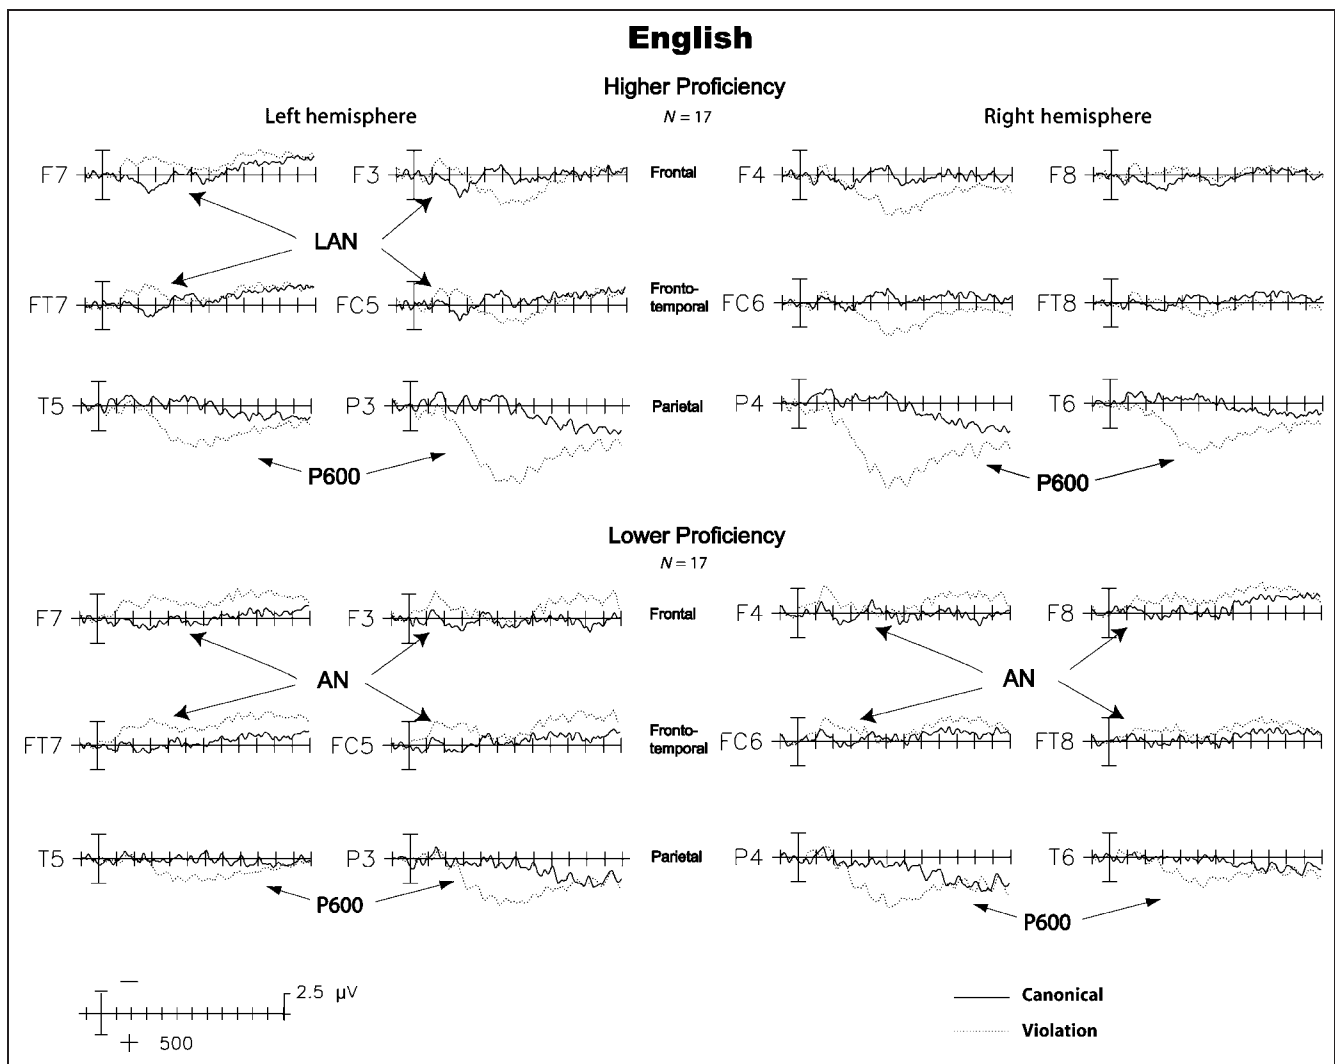 English
Higher Proficiency
Left hemisphere N = 17 Right hemisphere
F7 F3 Frontal F4 F8
LAN
FT7 FC5 Fronto-
temporal FC6 FT8
T5 P3 Parietal P4 T6
P600 P600
Lower Proficiency
N = 17
F7 F3 Frontal F4 F8
AN AN
FT7 FC5 Fronto-
temporal FC6 FT8
T5 P3 Parietal P4 T6
P600 P600
− 2.5 µV
+ 500
Canonical
Violation